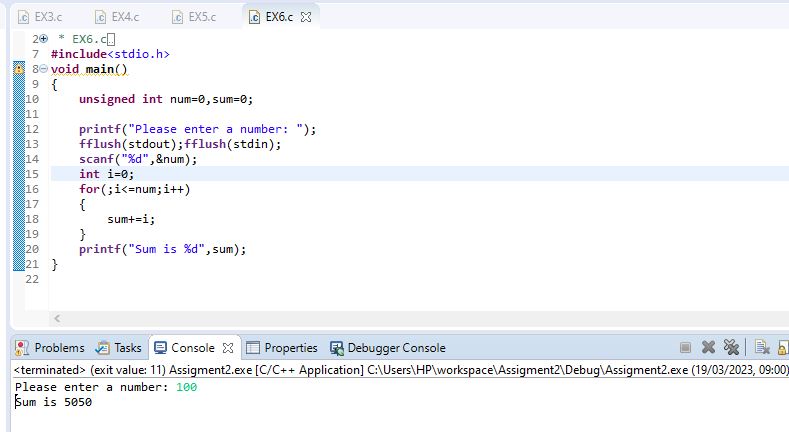 EX3.c EX4.c EX5.c EX6.c
2 * EX6.c
7 #include<stdio.h>
8 void main()
9 {
10 unsigned int num=0,sum=0;
11
12 printf("Please enter a number: ");
13 fflush(stdout);fflush(stdin);
14 scanf("%d",&num);
15 int i=0;
16 for(;i<=num;i++)
17 {
18 sum+=i;
19 }
20 printf("Sum is %d",sum);
21 }
22
Problems Tasks Console Properties Debugger Console
<terminated> (exit value: 11) Assigment2.exe [C/C++ Application] C:\Users\HP\workspace\Assigment2\Debug\Assigment2.exe (19/03/2023, 09:00)
Please enter a number: 100
Sum is 5050